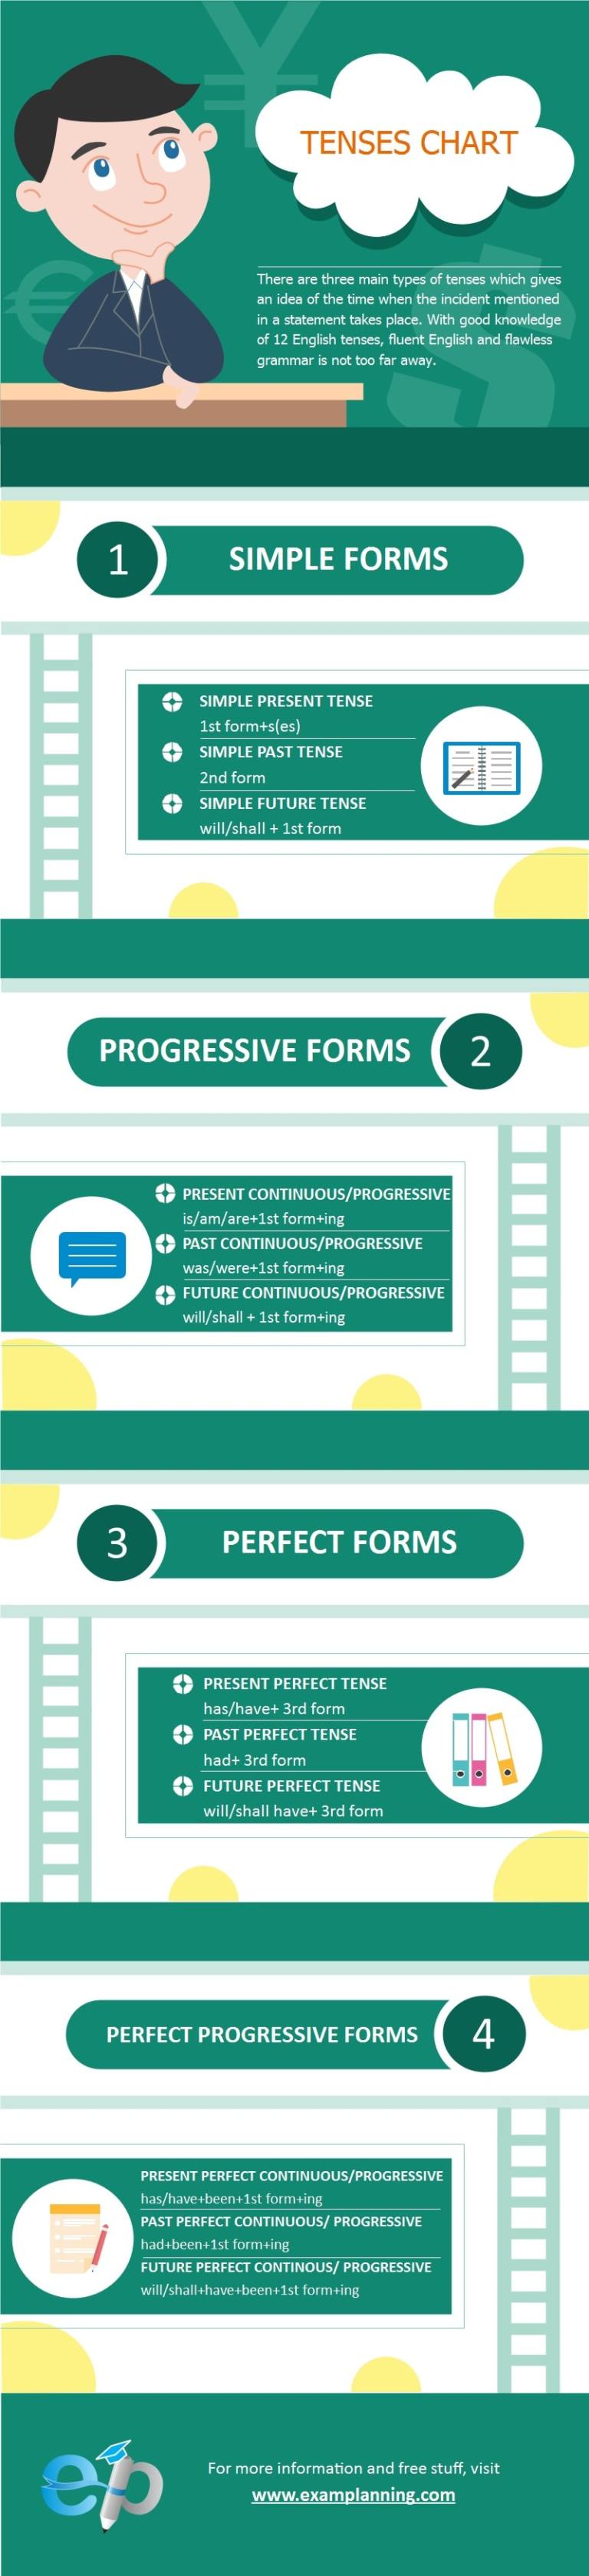 TENSES CHART
There are three main types of tenses which gives
an idea of the time when the incident mentioned
in a statement takes place. With good knowledge
of 12 English tenses, fluent English and flawless
grammar is not too far away.
1
SIMPLE FORMS
SIMPLE PRESENT TENSE
1st form+s(es)
SIMPLE PAST TENSE
2nd form
SIMPLE FUTURE TENSE
will/shall + 1st form
PROGRESSIVE FORMS
2
PRESENT CONTINUOUS/PROGRESSIVE
is/am/are+1st form+ing
PAST CONTINUOUS/PROGRESSIVE
was/were+1st form+ing
FUTURE CONTINUOUS/PROGRESSIVE
will/shall + 1st form+ing
3
PERFECT FORMS
PRESENT PERFECT TENSE
has/have+ 3rd form
PAST PERFECT TENSE
had+ 3rd form
FUTURE PERFECT TENSE
will/shall have+ 3rd form
PERFECT PROGRESSIVE FORMS
4
PRESENT PERFECT CONTINUOUS/PROGRESSIVE
has/have+been+1st form+ing
PAST PERFECT CONTINUOUS/ PROGRESSIVE
had+been+1st form+ing
FUTURE PERFECT CONTINOUS/ PROGRESSIVE
will/shall+have+been+1st form+ing
ep
For more information and free stuff, visit
www.examplanning.com